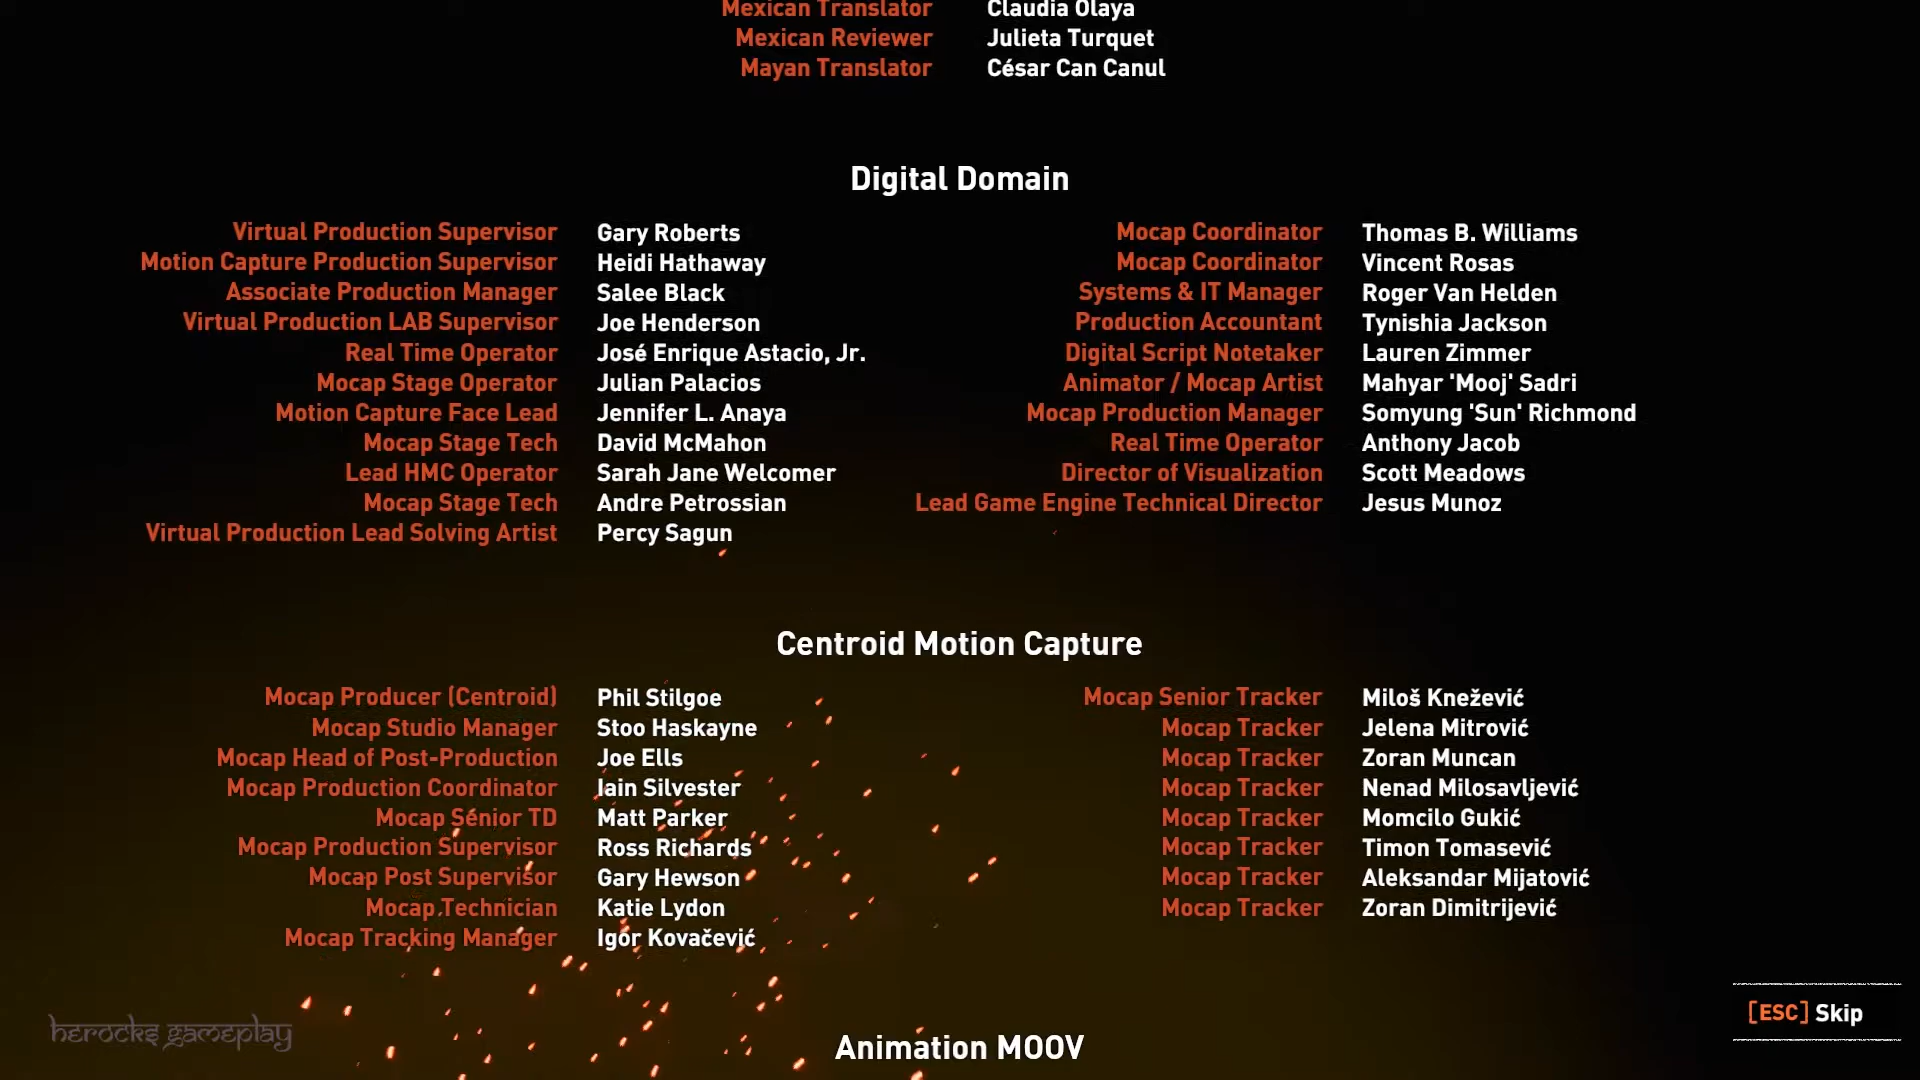 Mexican Translator Claudia Olaya
Mexican Reviewer Julieta Turquet
Mayan Translator César Can Canul
Digital Domain
Virtual Production Supervisor Gary Roberts
Motion Capture Production Supervisor Heidi Hathaway
Associate Production Manager Salee Black
Virtual Production LAB Supervisor Joe Henderson
Real Time Operator José Enrique Astacio, Jr.
Mocap Stage Operator Julian Palacios
Motion Capture Face Lead Jennifer L. Anaya
Mocap Stage Tech David McMahon
Lead HMC Operator Sarah Jane Welcomer
Mocap Stage Tech Andre Petrossian
Virtual Production Lead Solving Artist Percy Sagun
Mocap Coordinator Thomas B. Williams
Mocap Coordinator Vincent Rosas
Systems & IT Manager Roger Van Helden
Production Accountant Tynishia Jackson
Digital Script Notetaker Lauren Zimmer
Animator / Mocap Artist Mahyar 'Mooj' Sadri
Mocap Production Manager Somyung 'Sun' Richmond
Real Time Operator Anthony Jacob
Director of Visualization Scott Meadows
Lead Game Engine Technical Director Jesus Munoz
Centroid Motion Capture
Mocap Producer (Centroid) Phil Stilgoe
Mocap Studio Manager Stoo Haskayne
Mocap Head of Post-Production Joe Ells
Mocap Production Coordinator Iain Silvester
Mocap Senior TD Matt Parker
Mocap Production Supervisor Ross Richards
Mocap Post Supervisor Gary Hewson
Mocap Technician Katie Lydon
Mocap Tracking Manager Igor Kovačević
Mocap Senior Tracker Miloš Knežević
Mocap Tracker Jelena Mitrović
Mocap Tracker Zoran Muncan
Mocap Tracker Nenad Milosavljević
Mocap Tracker Momcilo Gukić
Mocap Tracker Timon Tomasević
Mocap Tracker Aleksandar Mijatović
Mocap Tracker Zoran Dimitrijević
[ESC] Skip
herocks gameplay
Animation MOOV